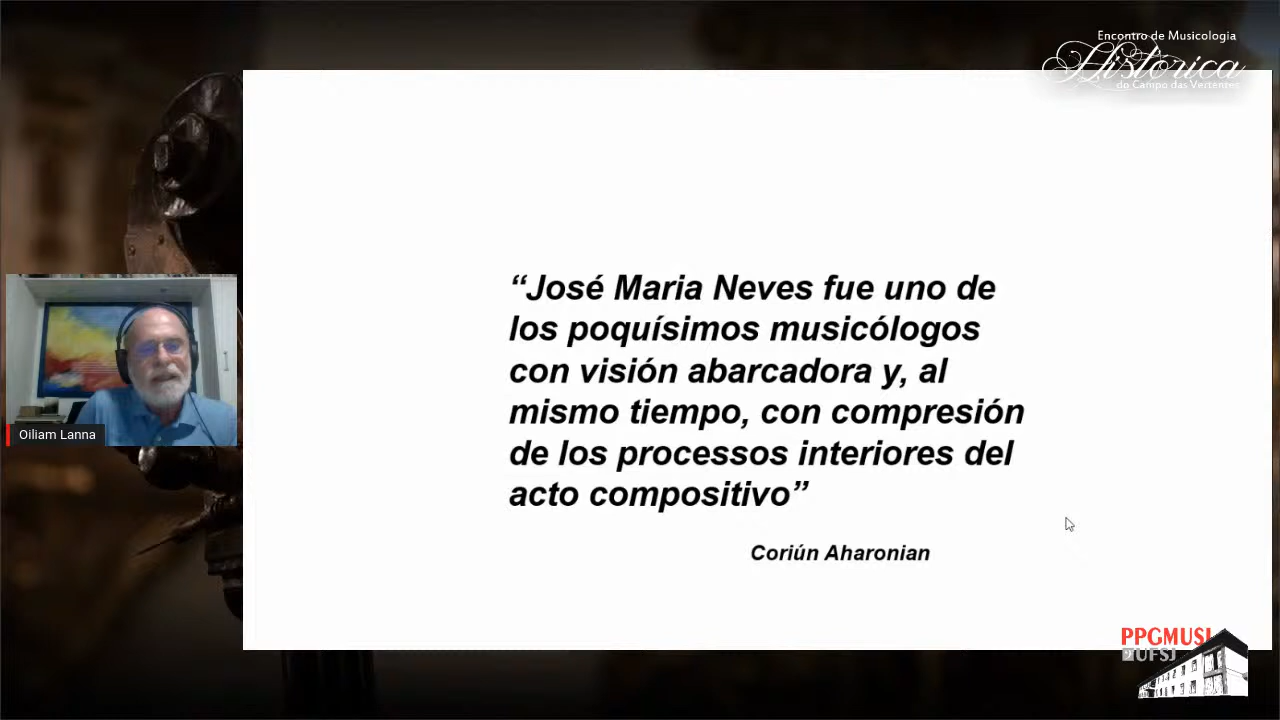 Encontro de Musicologia
Histórica
do Campo das Vertentes
“José Maria Neves fue uno de
los poquísimos musicólogos
con visión abarcadora y, al
mismo tiempo, con compresión
de los processos interiores del
acto compositivo”
Coriún Aharonian
Oiliam Lanna
PPGMUSI
UFSJ